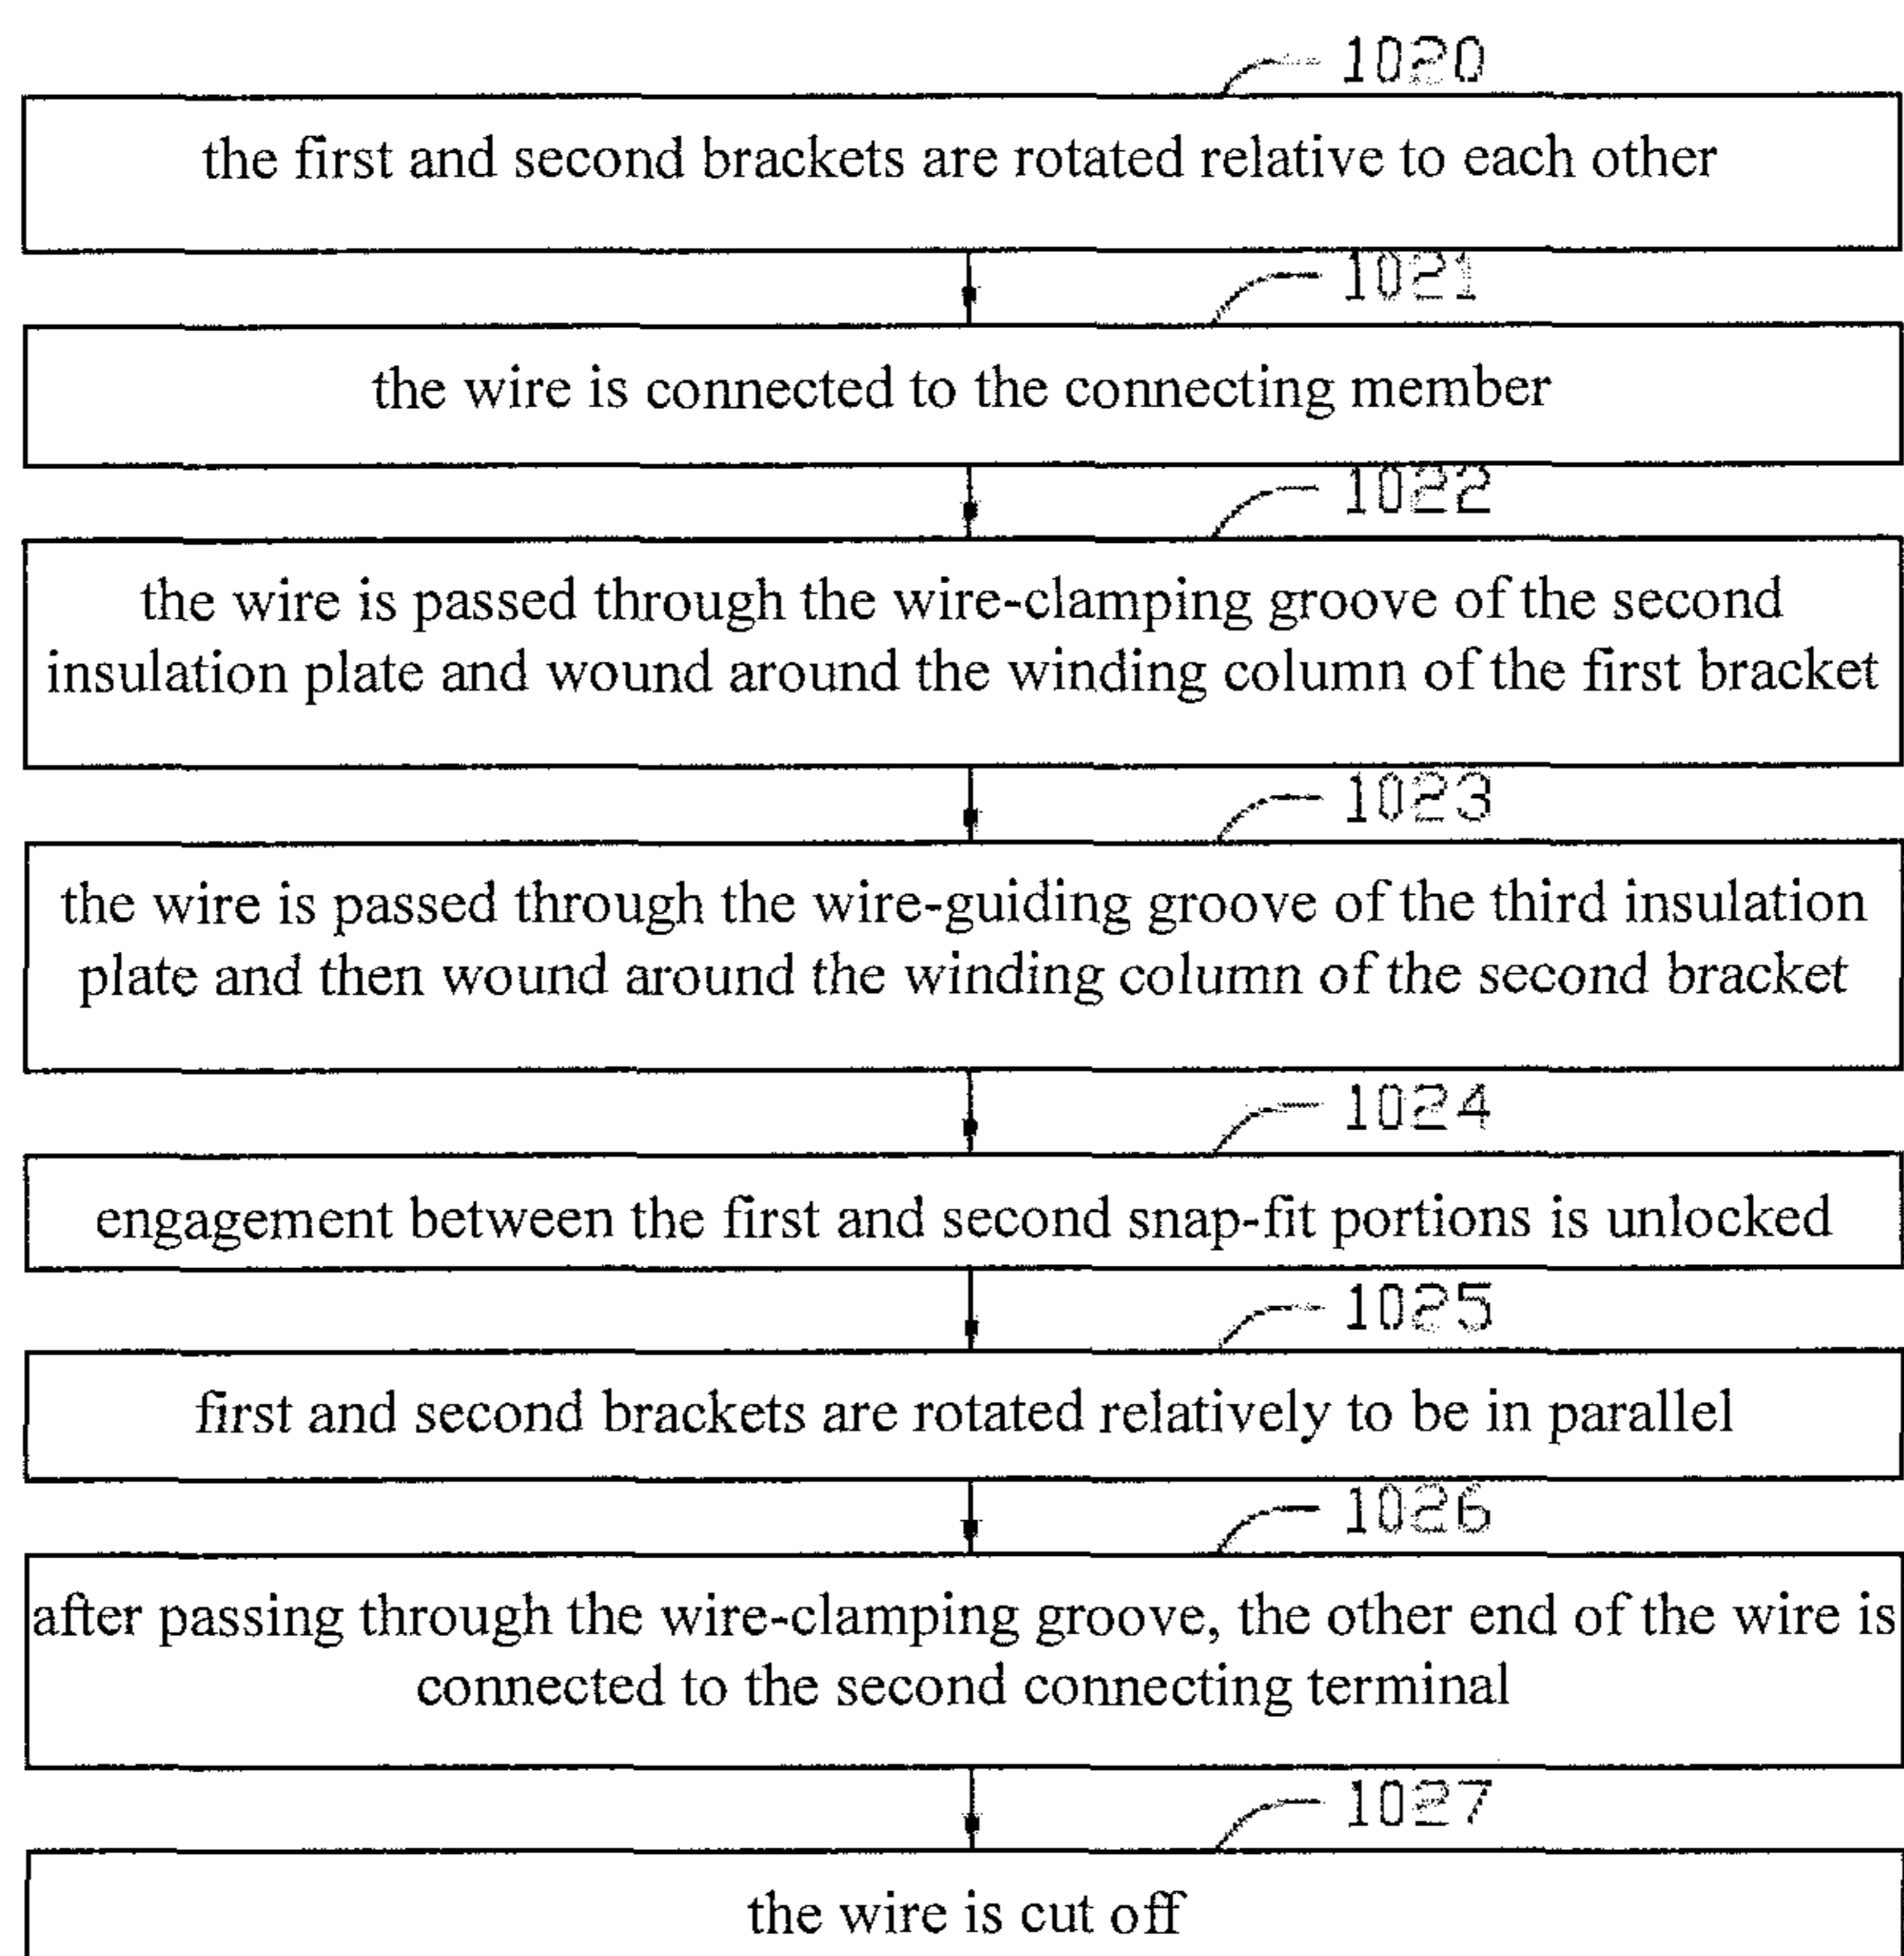 1020
the first and second brackets are rotated relative to each other
1021
the wire is connected to the connecting member
1022
the wire is passed through the wire-clamping groove of the second
insulation plate and wound around the winding column of the first bracket
1023
the wire is passed through the wire-guiding groove of the third insulation
plate and then wound around the winding column of the second bracket
1024
engagement between the first and second snap-fit portions is unlocked
1025
first and second brackets are rotated relatively to be in parallel
1026
after passing through the wire-clamping groove, the other end of the wire is
connected to the second connecting terminal
1027
the wire is cut off